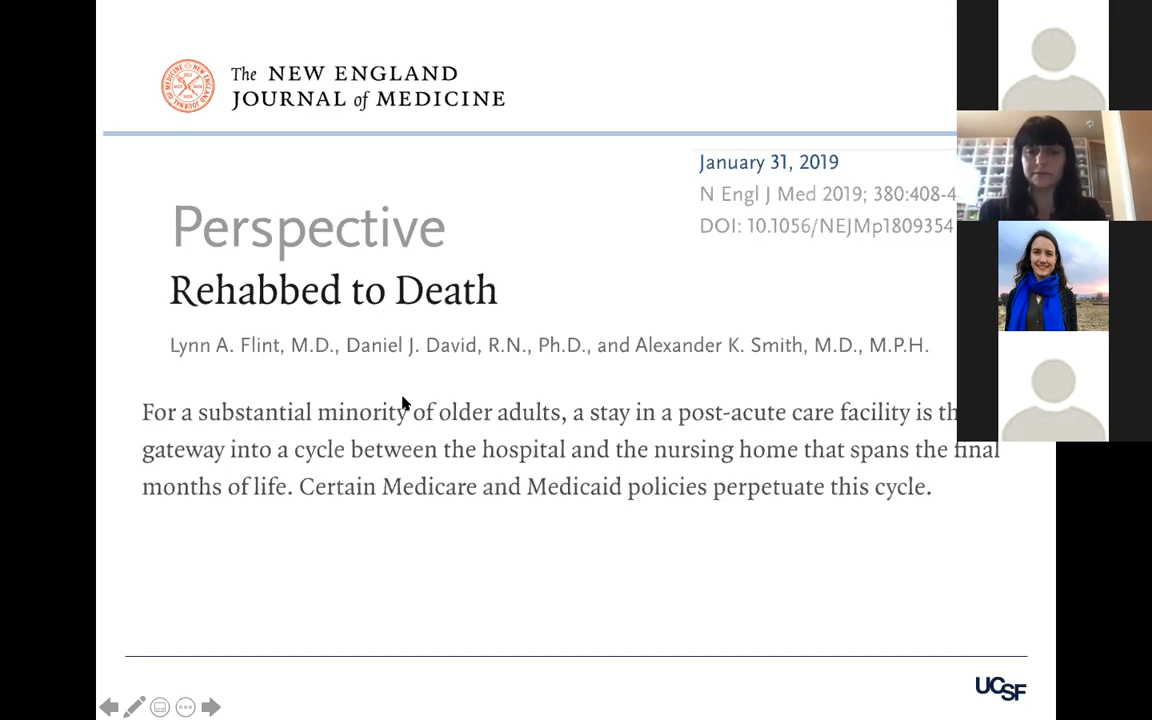 The NEW ENGLAND
JOURNAL of MEDICINE
January 31, 2019
N Engl J Med 2019; 380:408-4
DOI: 10.1056/NEJMp1809354
Perspective
Rehabbed to Death
Lynn A. Flint, M.D., Daniel J. David, R.N., Ph.D., and Alexander K. Smith, M.D., M.P.H.
For a substantial minority of older adults, a stay in a post-acute care facility is th
gateway into a cycle between the hospital and the nursing home that spans the final
months of life. Certain Medicare and Medicaid policies perpetuate this cycle.
UCSF